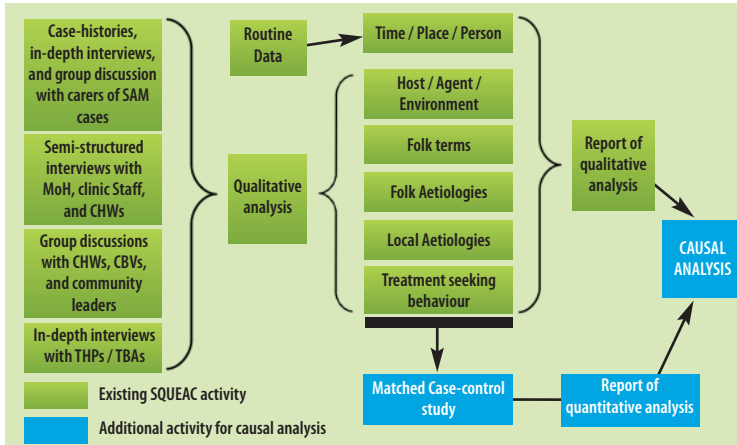 Case-histories,
in-depth interviews,
and group discussion
with carers of SAM
cases
Semi-structured
interviews with
MoH, clinic Staff,
and CHWs
Group discussions
with CHWs, CBVs,
and community
leaders
In-depth interviews
with THPs / TBAs
Routine
Data
Qualitative
analysis
Time / Place / Person
Host / Agent /
Environment
Folk terms
Folk Aetiologies
Local Aetiologies
Treatment seeking
behaviour
Report of
qualitative
analysis
CAUSAL
ANALYSIS
Matched Case-control
study
Report of
quantitative analysis
Existing SQUEAC activity
Additional activity for causal analysis